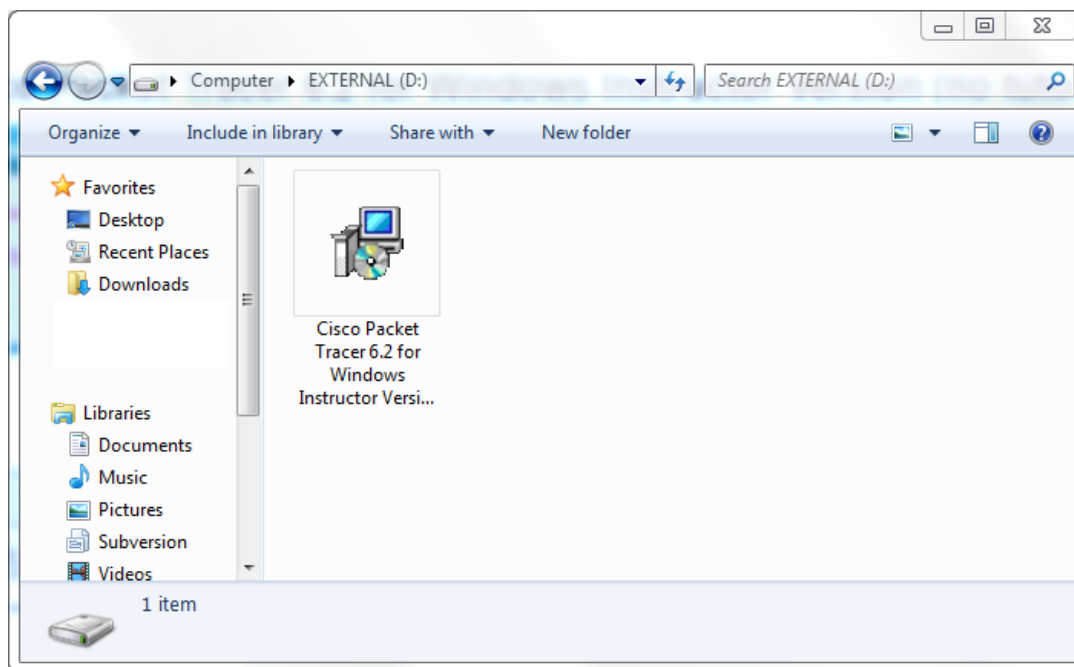 Computer EXTERNAL (D:)
Search EXTERNAL (D:)
Organize Include in library Share with New folder
Favorites
Desktop
Recent Places
Downloads
Libraries
Documents
Music
Pictures
Subversion
Videos
Cisco Packet
Tracer 6.2 for
Windows
Instructor Versi...
1 item